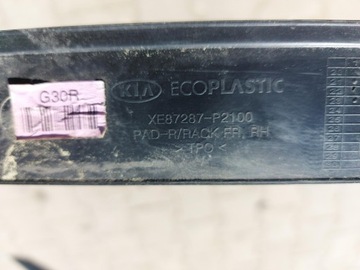 G30R
KIA ECOPLASTIC
XE87287-P2100
PAD-R/RACK FR, RH
> TPO <